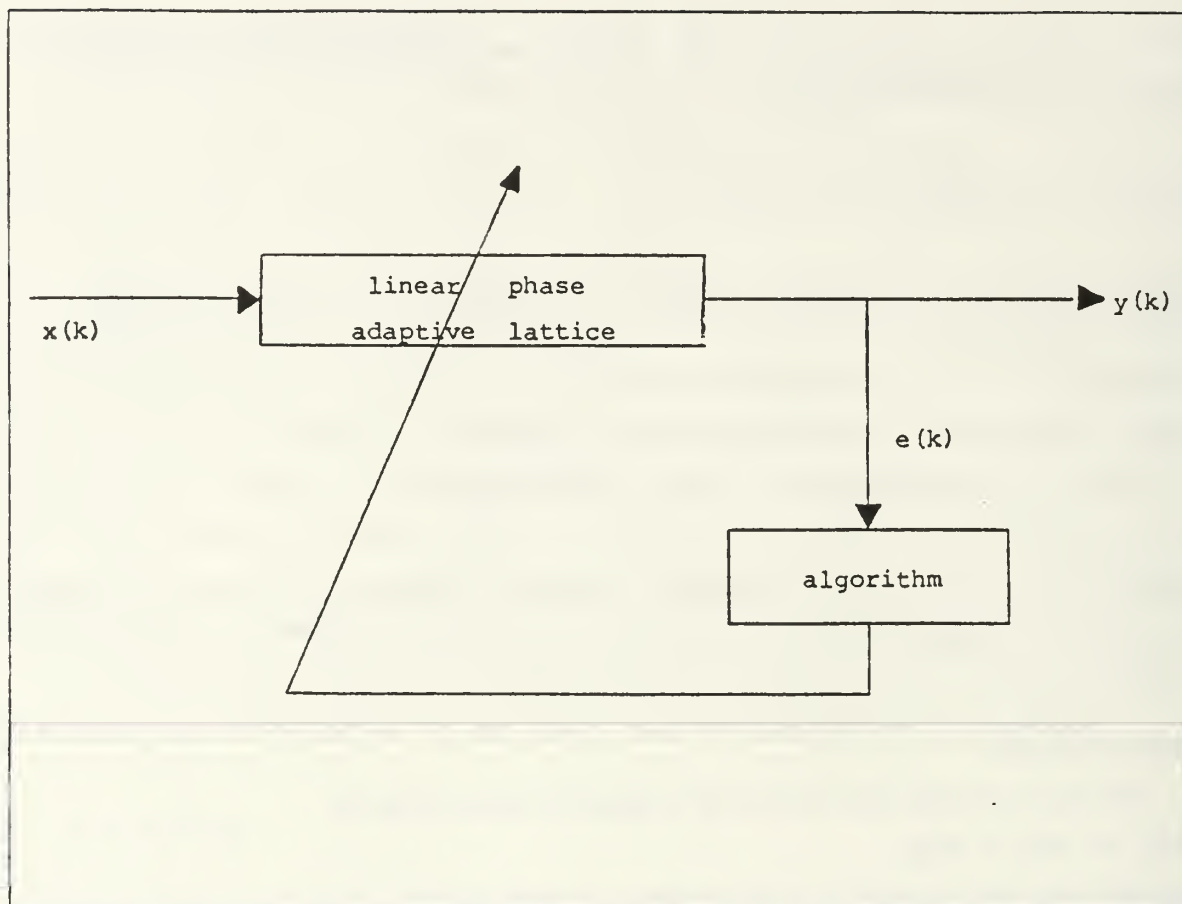 linear phase
adaptive lattice
x(k)
y(k)
e(k)
algorithm